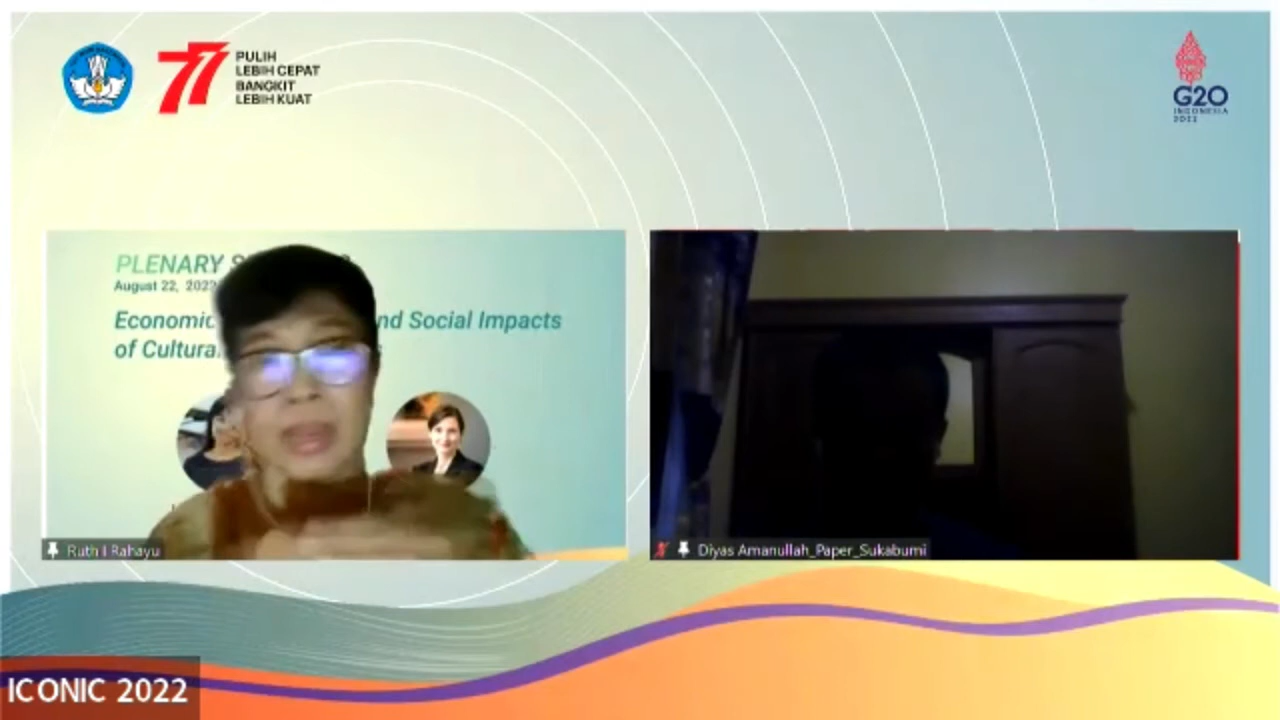 77
PULIH
LEBIH CEPAT
BANGKIT
LEBIH KUAT
G20
INDONESIA
2022
PLENARY S
August 22, 2022
Economic nd Social Impacts
of Cultura
Ruth I Rahayu
Diyas Amanullah_Paper_Sukabumi
ICONIC 2022